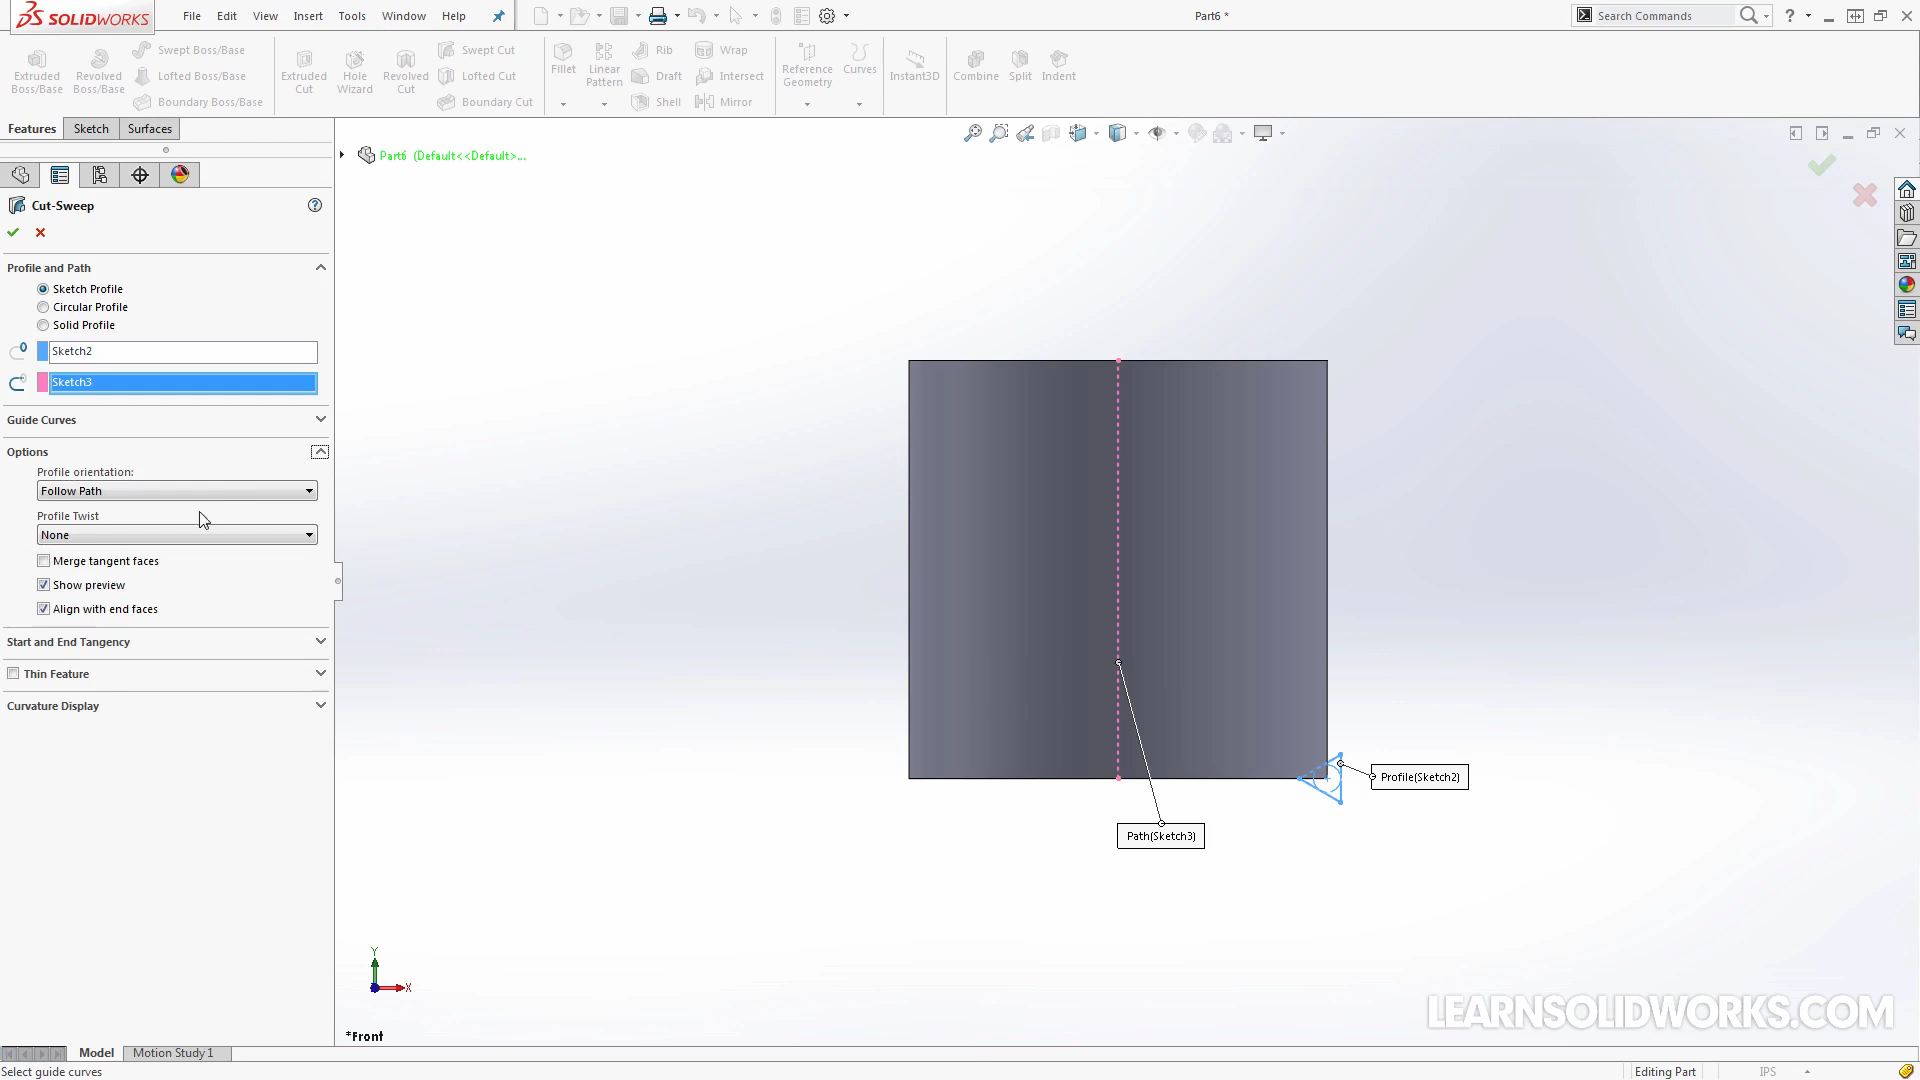 SOLIDWORKS File Edit View Insert Tools Window Help Part6 * Search Commands ?
Extruded Boss/Base Revolved Boss/Base Swept Boss/Base Lofted Boss/Base Boundary Boss/Base Extruded Cut Hole Wizard Revolved Cut Swept Cut Lofted Cut Boundary Cut Fillet Linear Pattern Rib Draft Shell Wrap Intersect Mirror Reference Geometry Curves Instant3D Combine Split Indent
Features Sketch Surfaces
Part6 (Default<<Default>...
Cut-Sweep ?
Profile and Path
Sketch Profile
Circular Profile
Solid Profile
Sketch2
Sketch3
Guide Curves
Options
Profile orientation:
Follow Path
Profile Twist
None
Merge tangent faces
Show preview
Align with end faces
Start and End Tangency
Thin Feature
Curvature Display
Profile(Sketch2)
Path(Sketch3)
Y
X
*Front
LEARNSOLIDWORKS.COM
Model Motion Study 1
Select guide curves Editing Part IPS